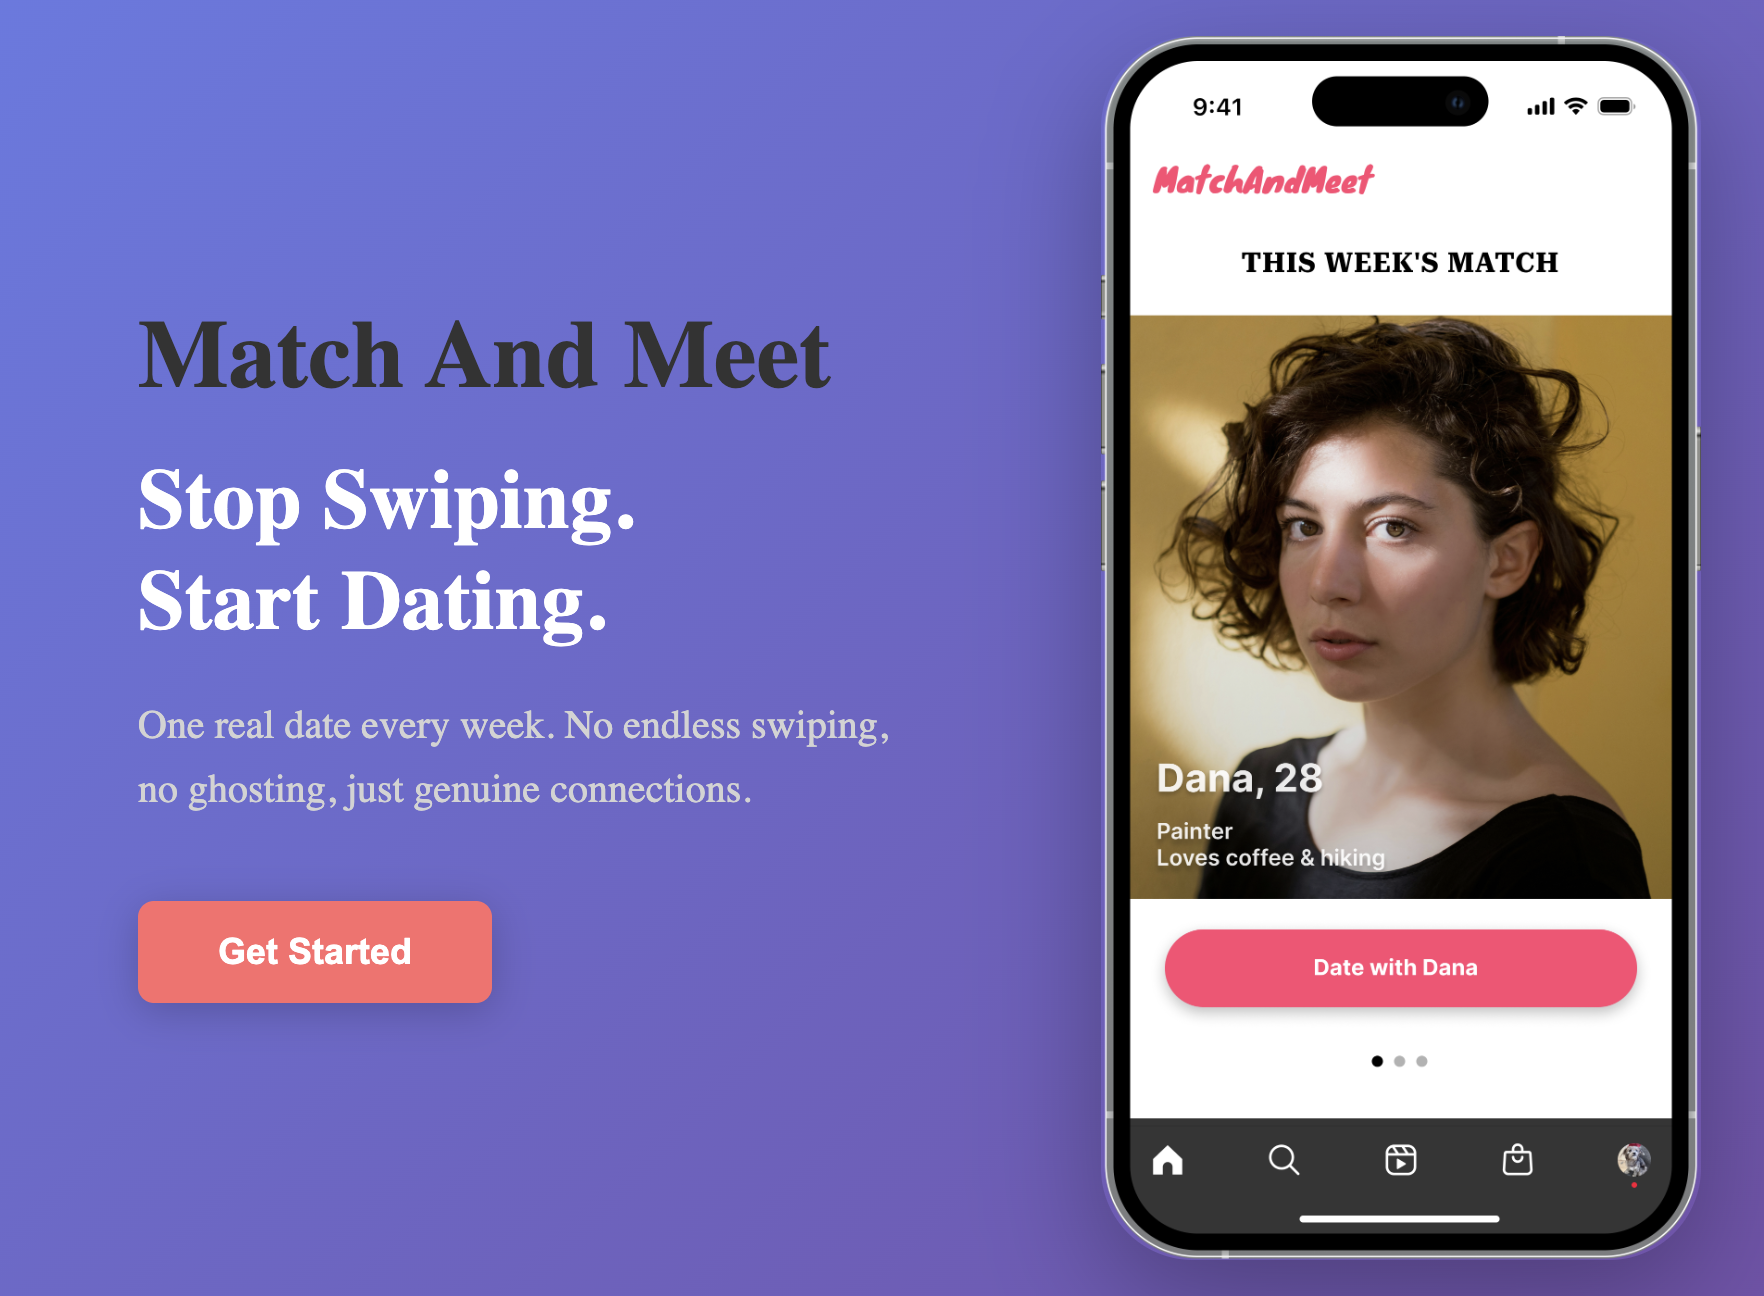 Match And Meet
Stop Swiping.
Start Dating.
One real date every week. No endless swiping,
no ghosting, just genuine connections.
Get Started
9:41
MatchAndMeet
THIS WEEK'S MATCH
Dana, 28
Painter
Loves coffee & hiking
Date with Dana